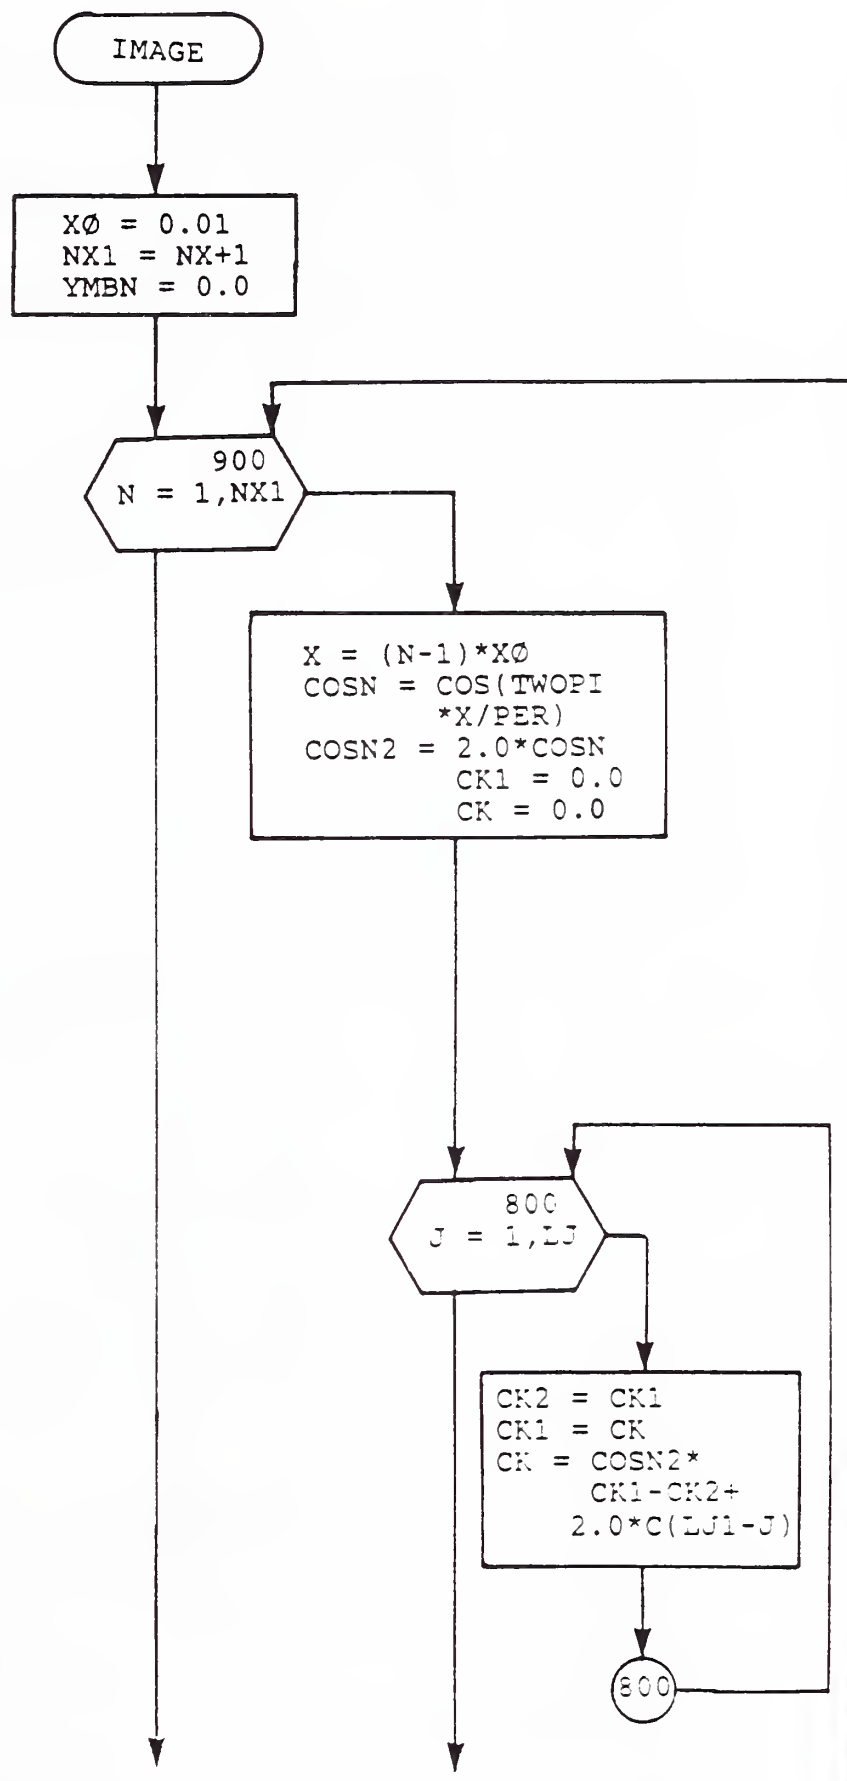 IMAGE
XØ = 0.01
NX1 = NX+1
YMBN = 0.0
900
N = 1,NX1
X = (N-1)*XØ
COSN = COS(TWOPI
*X/PER)
COSN2 = 2.0*COSN
CK1 = 0.0
CK = 0.0
800
J = 1,LJ
CK2 = CK1
CK1 = CK
CK = COSN2*
CK1-CK2+
2.0*C(LJ1-J)
800